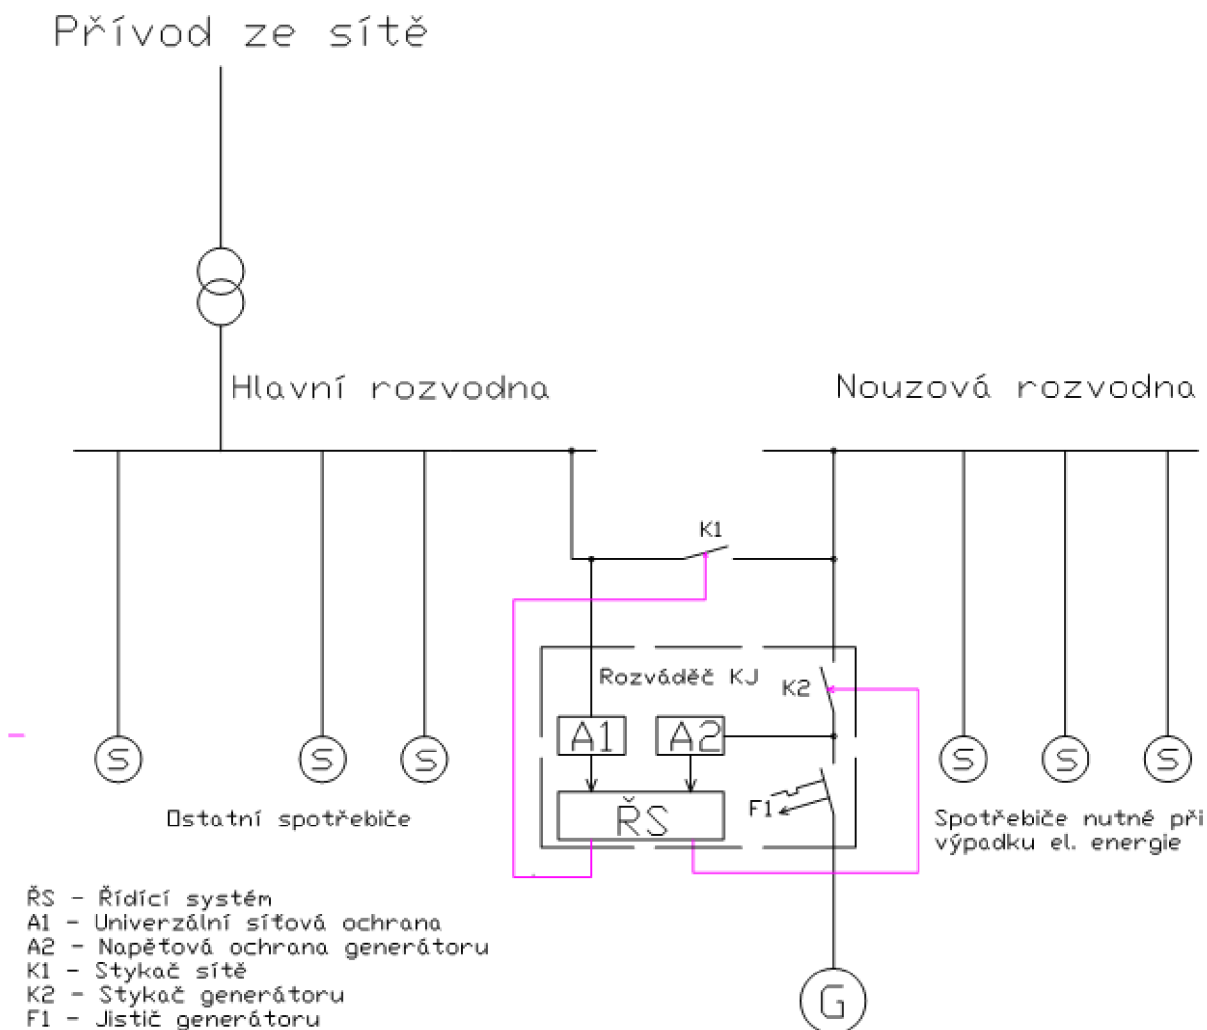 Přívod ze sítě
Hlavní rozvodna
Nouzová rozvodna
K1
Rozváděč KJ
K2
A1
A2
F1
ŘS
S
S
S
S
S
S
Ostatní spotřebiče
Spotřebiče nutné při
výpadku el. energie
G
ŘS - Řídící systém
A1 - Univerzální síťová ochrana
A2 - Napěťová ochrana generátoru
K1 - Stykač sítě
K2 - Stykač generátoru
F1 - Jistič generátoru